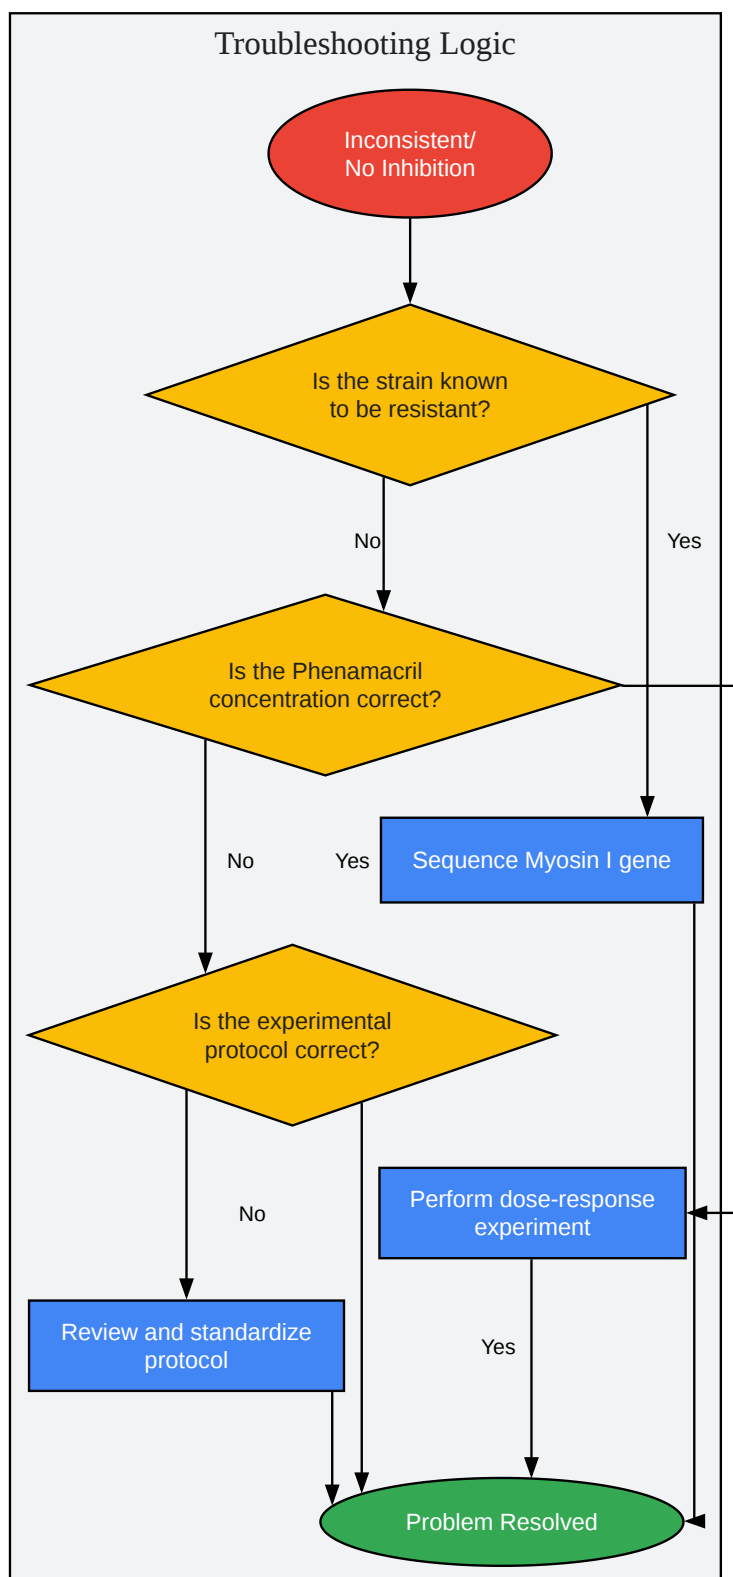 Troubleshooting Logic
Inconsistent/
No Inhibition
Is the strain known
to be resistant?
No
Yes
Is the Phenamacril
concentration correct?
No
Yes
Sequence Myosin I gene
Is the experimental
protocol correct?
No
Perform dose-response
experiment
Review and standardize
protocol
Yes
Problem Resolved